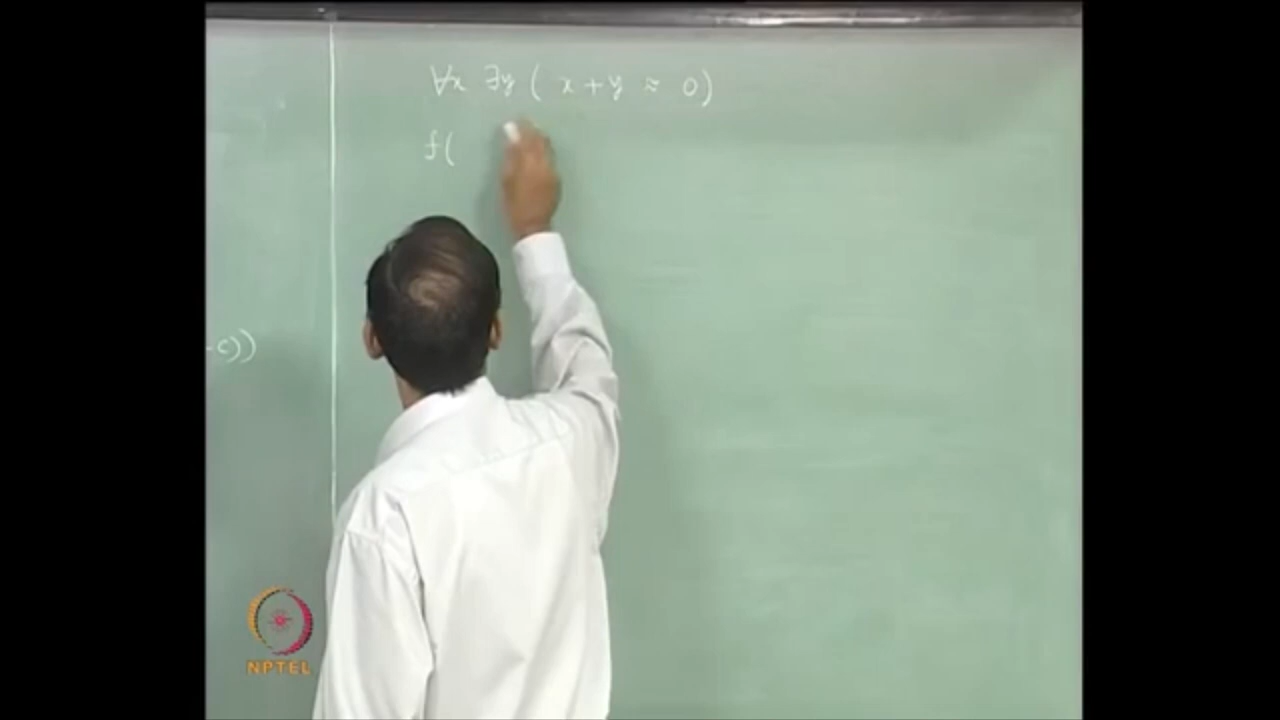 ∀x ∃y ( x + y ≈ 0)
f(
c))
NPTEL